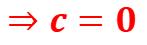 ⇒ c = 0